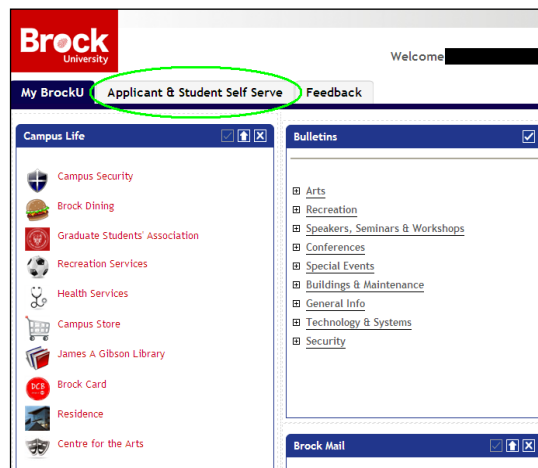 Brock
University
Welcome
My BrockU
Applicant & Student Self Serve
Feedback
Campus Life
Campus Security
Brock Dining
Graduate Students' Association
Recreation Services
Health Services
Campus Store
James A Gibson Library
DCB
Brock Card
Residence
Centre for the Arts
Bulletins
Arts
Recreation
Speakers, Seminars & Workshops
Conferences
Special Events
Buildings & Maintenance
General Info
Technology & Systems
Security
Brock Mail